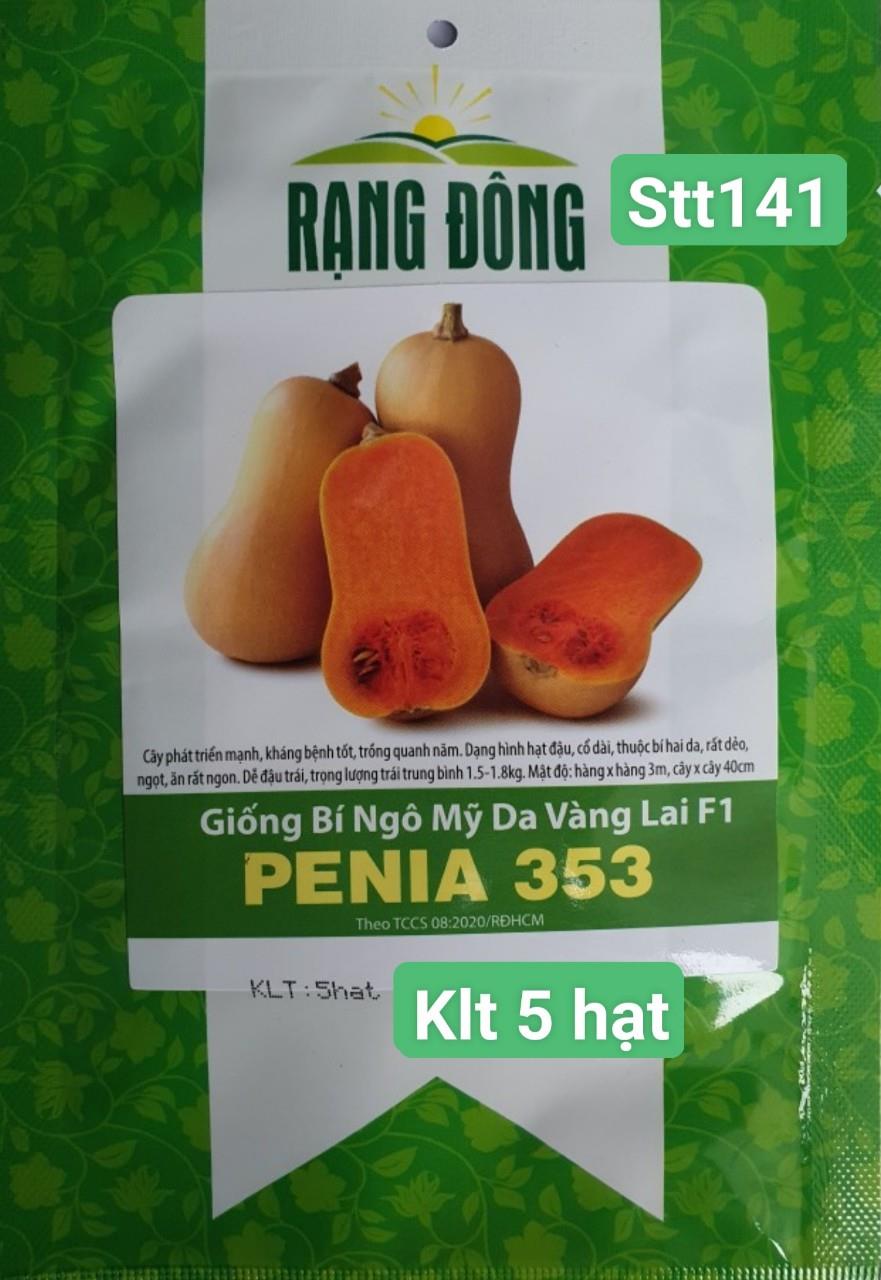 RẠNG ĐÔNG
Stt141
Cây phát triển mạnh, kháng bệnh tốt, trồng quanh năm. Dạng hình hạt đậu, cổ dài, thuộc bí hai da, rất dẻo,
ngọt, ăn rất ngon. Dễ đậu trái, trọng lượng trái trung bình 1.5-1.8kg. Mật độ: hàng x hàng 3m, cây x cây 40cm
Giống Bí Ngô Mỹ Da Vàng Lai F1
PENIA 353
Theo TCCS 08:2020/RĐHCM
KLT : 5hat
Klt 5 hạt